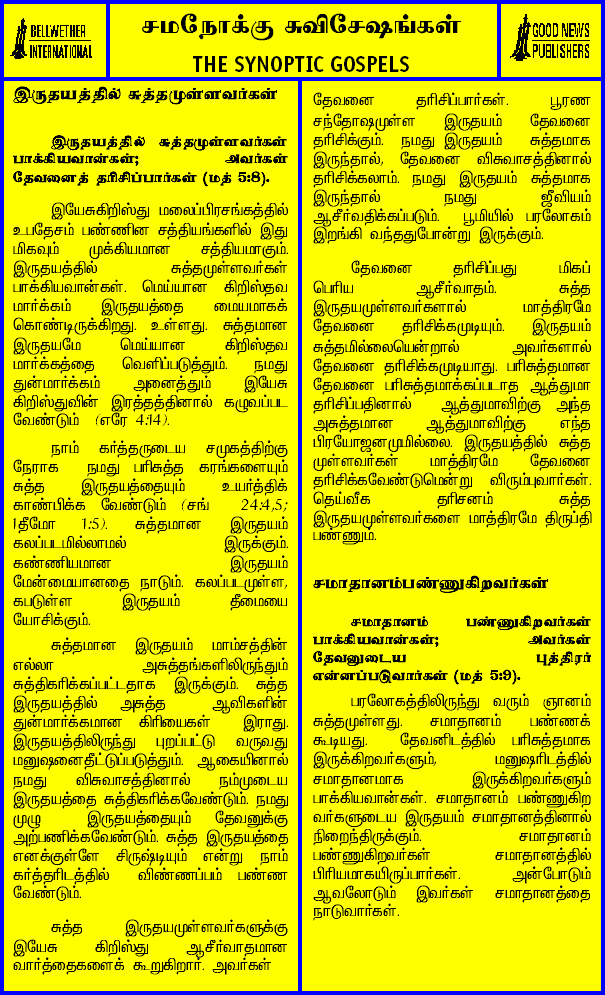 BELLWETHER
INTERNATIONAL
சமநோக்கு சுவிசேஷங்கள்
THE SYNOPTIC GOSPELS
GOOD NEWS
PUBLISHERS
இருதயத்தில் சுத்தமுள்ளவர்கள்
இருதயத்தில் சுத்தமுள்ளவர்கள்
பாக்கியவான்கள்; அவர்கள்
தேவனைத் தரிசிப்பார்கள் (மத் 5:8).
இயேசுகிறிஸ்து மலைப்பிரசங்கத்தில்
உபதேசம் பண்ணின சத்தியங்களில் இது
மிகவும் முக்கியமான சத்தியமாகும்.
இருதயத்தில் சுத்தமுள்ளவர்கள்
பாக்கியவான்கள். மெய்யான கிறிஸ்தவ
மார்க்கம் இருதயத்தை மையமாகக்
கொண்டிருக்கிறது. உள்ளது. சுத்தமான
இருதயமே மெய்யான கிறிஸ்தவ
மார்க்கத்தை வெளிப்படுத்தும். நமது
துன்மார்க்கம் அனைத்தும் இயேசு
கிறிஸ்துவின் இரத்தத்தினால் கழுவப்பட
வேண்டும் (எரே 4:14).
நாம் கர்த்தருடைய சமுகத்திற்கு
நேராக நமது பரிசுத்த கரங்களையும்
சுத்த இருதயத்தையும் உயர்த்திக்
காண்பிக்க வேண்டும் (சங் 24:4,5;
1தீமோ 1:5). சுத்தமான இருதயம்
கலப்படமில்லாமல் இருக்கும்.
கண்ணியமான இருதயம்
மேன்மையானதை நாடும். கலப்படமுள்ள,
கபடுள்ள இருதயம் தீமையை
யோசிக்கும்.
சுத்தமான இருதயம் மாம்சத்தின்
எல்லா அசுத்தங்களிலிருந்தும்
சுத்திகரிக்கப்பட்டதாக இருக்கும். சுத்த
இருதயத்தில் அசுத்த ஆவிகளின்
துன்மார்க்கமான கிரியைகள் இராது.
இருதயத்திலிருந்து புறப்பட்டு வருவது
மனுஷனைதீட்டுப்படுத்தும். ஆகையினால்
நமது விசுவாசத்தினால் நம்முடைய
இருதயத்தை சுத்திகரிக்கவேண்டும். நமது
முழு இருதயத்தையும் தேவனுக்கு
அற்பணிக்கவேண்டும். சுத்த இருதயத்தை
எனக்குள்ளே சிருஷ்டியும் என்று நாம்
கர்த்தரிடத்தில் விண்ணப்பம் பண்ண
வேண்டும்.
சுத்த இருதயமுள்ளவர்களுக்கு
இயேசு கிறிஸ்து ஆசீர்வாதமான
வார்த்தைகளைக் கூறுகிறார். அவர்கள்
தேவனை தரிசிப்பார்கள். பூரண
சந்தோஷமுள்ள இருதயம் தேவனை
தரிசிக்கும். நமது இருதயம் சுத்தமாக
இருந்தால், தேவனை விசுவாசத்தினால்
தரிசிக்கலாம். நமது இருதயம் சுத்தமாக
இருந்தால் நமது ஜீவியம்
ஆசீர்வதிக்கப்படும். பூமியில் பரலோகம்
இறங்கி வந்ததுபோன்று இருக்கும்.
தேவனை தரிசிப்பது மிகப்
பெரிய ஆசீர்வாதம். சுத்த
இருதயமுள்ளவர்களால் மாத்திரமே
தேவனை தரிசிக்கமுடியும். இருதயம்
சுத்தமில்லையென்றால் அவர்களால்
தேவனை தரிசிக்கமுடியாது. பரிசுத்தமான
தேவனை பரிசுத்தமாக்கப்படாத ஆத்துமா
தரிசிப்பதினால் ஆத்துமாவிற்கு அந்த
அசுத்தமான ஆத்துமாவிற்கு எந்த
பிரயோஜனமுமில்லை. இருதயத்தில் சுத்த
முள்ளவர்கள் மாத்திரமே தேவனை
தரிசிக்கவேண்டுமென்று விரும்புவார்கள்.
தெய்வீக தரிசனம் சுத்த
இருதயமுள்ளவர்களை மாத்திரமே திருப்தி
பண்ணும்.
சமாதானம்பண்ணுகிறவர்கள்
சமாதானம் பண்ணுகிறவர்கள்
பாக்கியவான்கள்; அவர்கள்
தேவனுடைய புத்திரர்
என்னப்படுவார்கள் (மத் 5:9).
பரலோகத்திலிருந்து வரும் ஞானம்
சுத்தமுள்ளது. சமாதானம் பண்ணக்
கூடியது. தேவனிடத்தில் பரிசுத்தமாக
இருக்கிறவர்களும், மனுஷரிடத்தில்
சமாதானமாக இருக்கிறவர்களும்
பாக்கியவான்கள். சமாதானம் பண்ணுகிற
வர்களுடைய இருதயம் சமாதானத்தினால்
நிறைந்திருக்கும். சமாதானம்
பண்ணுகிறவர்கள் சமாதானத்தில்
பிரியமாகயிருப்பார்கள். அன்போடும்
ஆவலோடும் இவர்கள் சமாதானத்தை
நாடுவார்கள்.